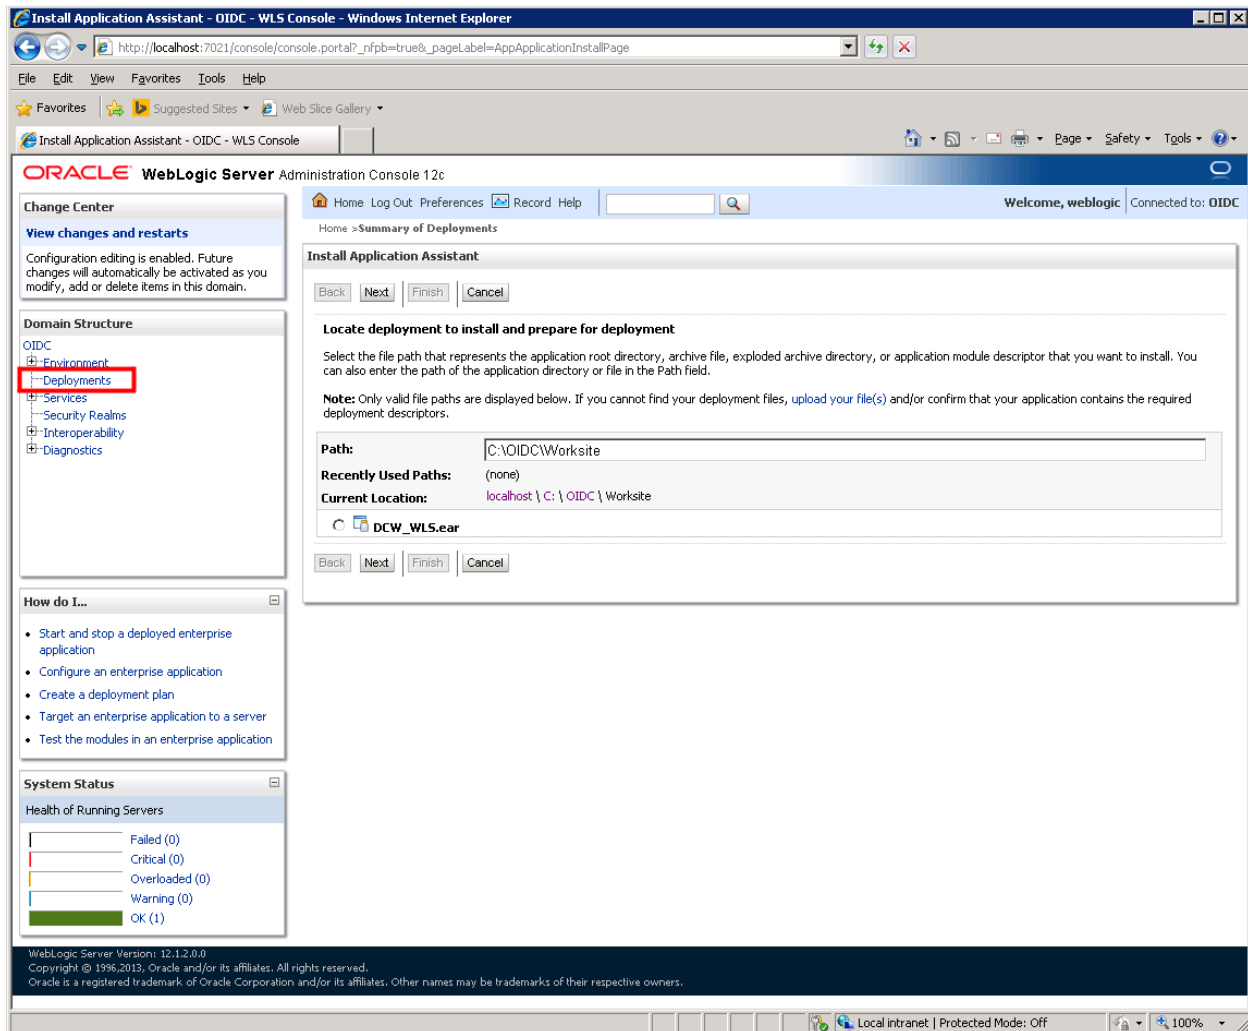 Install Application Assistant - OIDC - WLS Console - Windows Internet Explorer
http://localhost:7021/console/console.portal?_nfpb=true&_pageLabel=AppApplicationInstallPage
File Edit View Favorites Tools Help
Favorites Suggested Sites Web Slice Gallery
Install Application Assistant - OIDC - WLS Console
Page Safety Tools
ORACLE WebLogic Server Administration Console 12c
Change Center
View changes and restarts
Configuration editing is enabled. Future
changes will automatically be activated as you
modify, add or delete items in this domain.
Domain Structure
OIDC
Environment
Deployments
Services
Security Realms
Interoperability
Diagnostics
How do I...
Start and stop a deployed enterprise
application
Configure an enterprise application
Create a deployment plan
Target an enterprise application to a server
Test the modules in an enterprise application
System Status
Health of Running Servers
Failed (0)
Critical (0)
Overloaded (0)
Warning (0)
OK (1)
Home Log Out Preferences Record Help
Welcome, weblogic Connected to: OIDC
Home >Summary of Deployments
Install Application Assistant
Back Next Finish Cancel
Locate deployment to install and prepare for deployment
Select the file path that represents the application root directory, archive file, exploded archive directory, or application module descriptor that you want to install. You
can also enter the path of the application directory or file in the Path field.
Note: Only valid file paths are displayed below. If you cannot find your deployment files, upload your file(s) and/or confirm that your application contains the required
deployment descriptors.
Path: C:\OIDC\Worksite
Recently Used Paths: (none)
Current Location: localhost \ C: \ OIDC \ Worksite
DCW_WLS.ear
Back Next Finish Cancel
WebLogic Server Version: 12.1.2.0.0
Copyright © 1996,2013, Oracle and/or its affiliates. All rights reserved.
Oracle is a registered trademark of Oracle Corporation and/or its affiliates. Other names may be trademarks of their respective owners.
Local intranet | Protected Mode: Off 100%